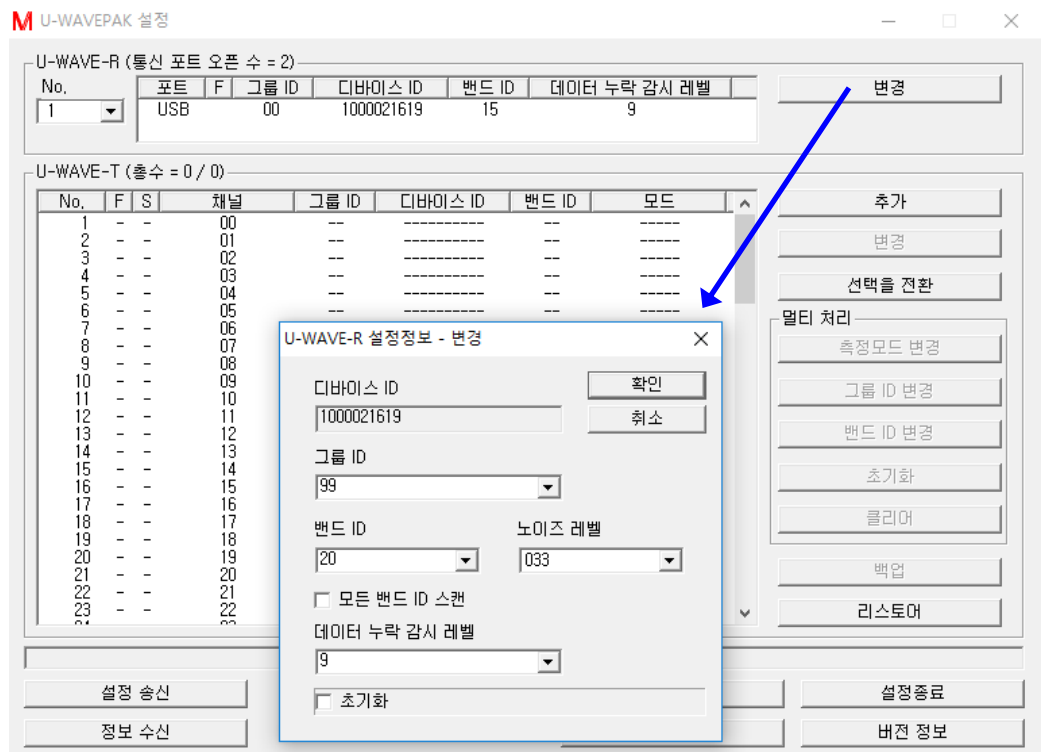 U-WAVEPAK 설정
U-WAVE-R (통신 포트 오픈 수 = 2)
No.
포트 F 그룹 ID 디바이스 ID 밴드 ID 데이터 누락 감시 레벨
변경
1
USB 00 1000021619 15 9
U-WAVE-T (총수 = 0 / 0)
No. F S 채널 그룹 ID 디바이스 ID 밴드 ID 모드
1 - - 00 -- ---------- -- -----
2 - - 01 -- ---------- -- -----
3 - - 02 -- ---------- -- -----
4 - - 03 -- ---------- -- -----
5 - - 04 -- ---------- -- -----
6 - - 05 -- ---------- -- -----
7 - - 06
8 - - 07
9 - - 08
10 - - 09
11 - - 10
12 - - 11
13 - - 12
14 - - 13
15 - - 14
16 - - 15
17 - - 16
18 - - 17
19 - - 18
20 - - 19
21 - - 20
22 - - 21
23 - - 22
추가
변경
선택을 전환
멀티 처리
측정모드 변경
그룹 ID 변경
밴드 ID 변경
초기화
클리어
백업
리스토어
U-WAVE-R 설정정보 - 변경
디바이스 ID
확인
1000021619
취소
그룹 ID
99
밴드 ID 노이즈 레벨
20 033
모든 밴드 ID 스캔
데이터 누락 감시 레벨
9
초기화
설정 송신
설정종료
정보 수신
버전 정보